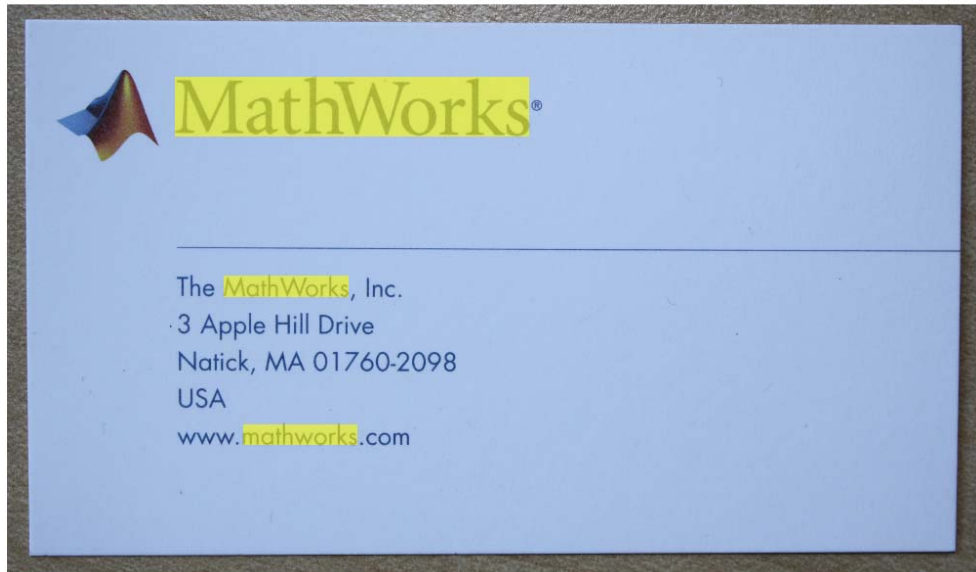 MathWorks®
The MathWorks, Inc.
3 Apple Hill Drive
Natick, MA 01760-2098
USA
www.mathworks.com